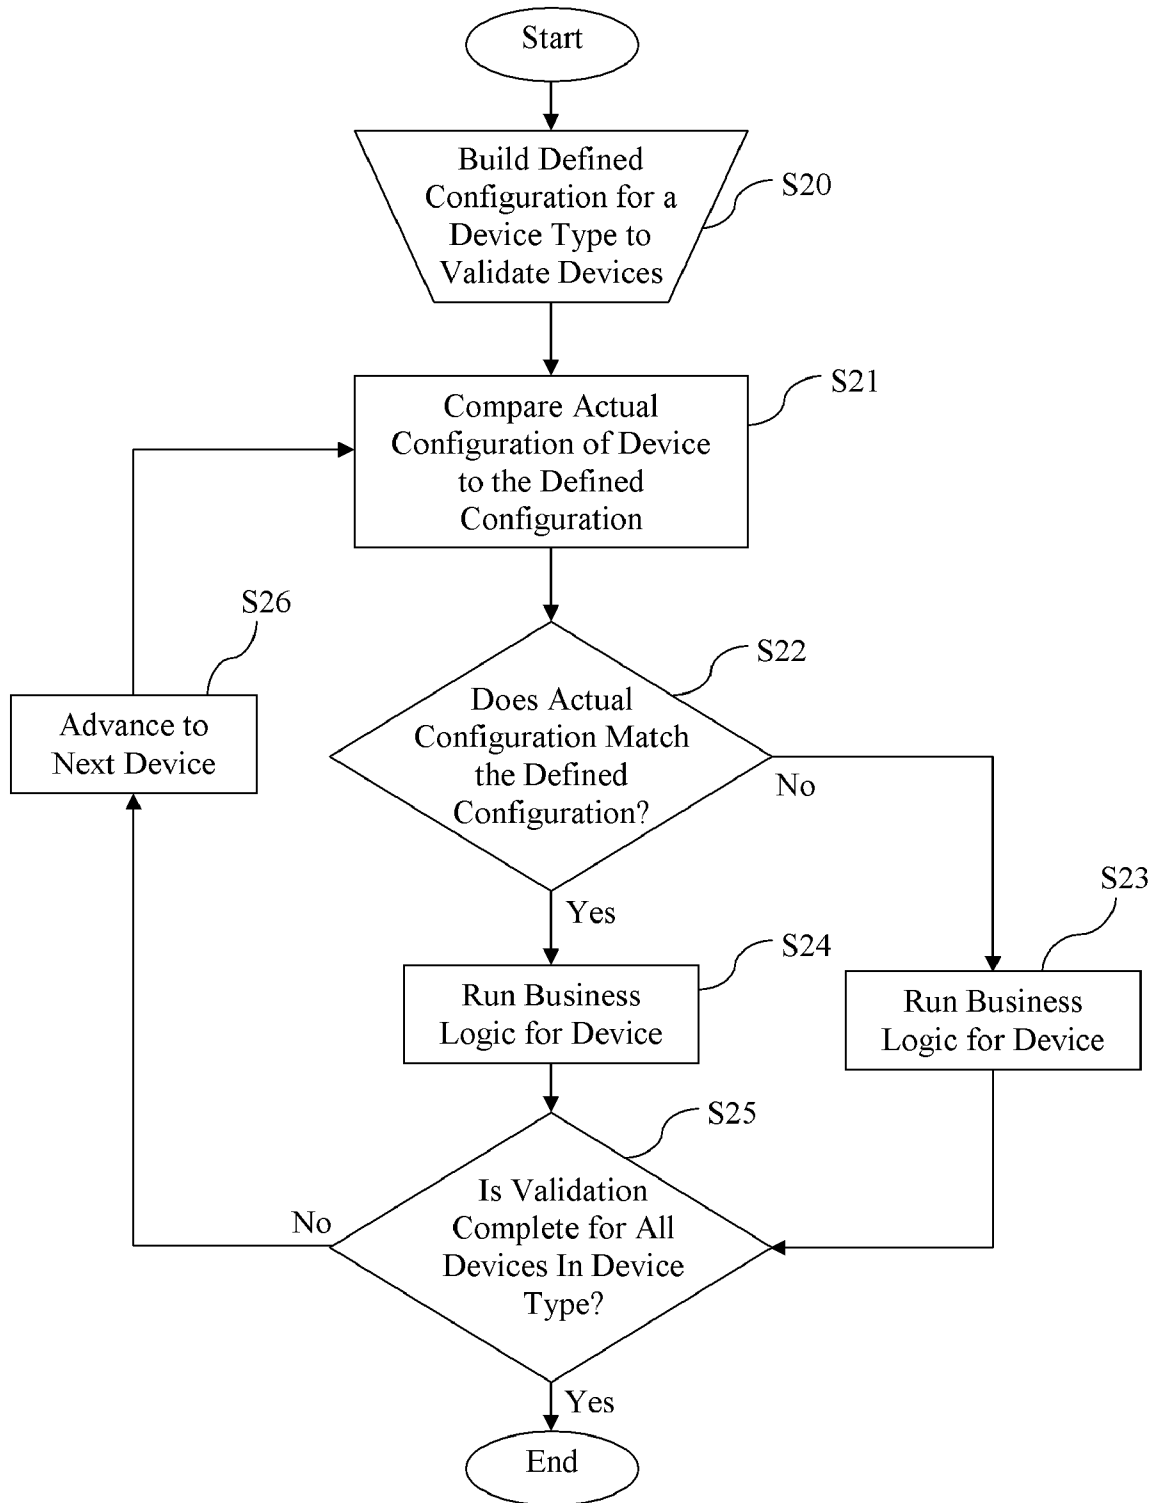 Start
Build Defined
Configuration for a
Device Type to
Validate Devices
S20
Compare Actual
Configuration of Device
to the Defined
Configuration
S21
S26
Advance to
Next Device
Does Actual
Configuration Match
the Defined
Configuration?
S22
No
Yes
S23
Run Business
Logic for Device
S24
Run Business
Logic for Device
S25
Is Validation
Complete for All
Devices In Device
Type?
No
Yes
End